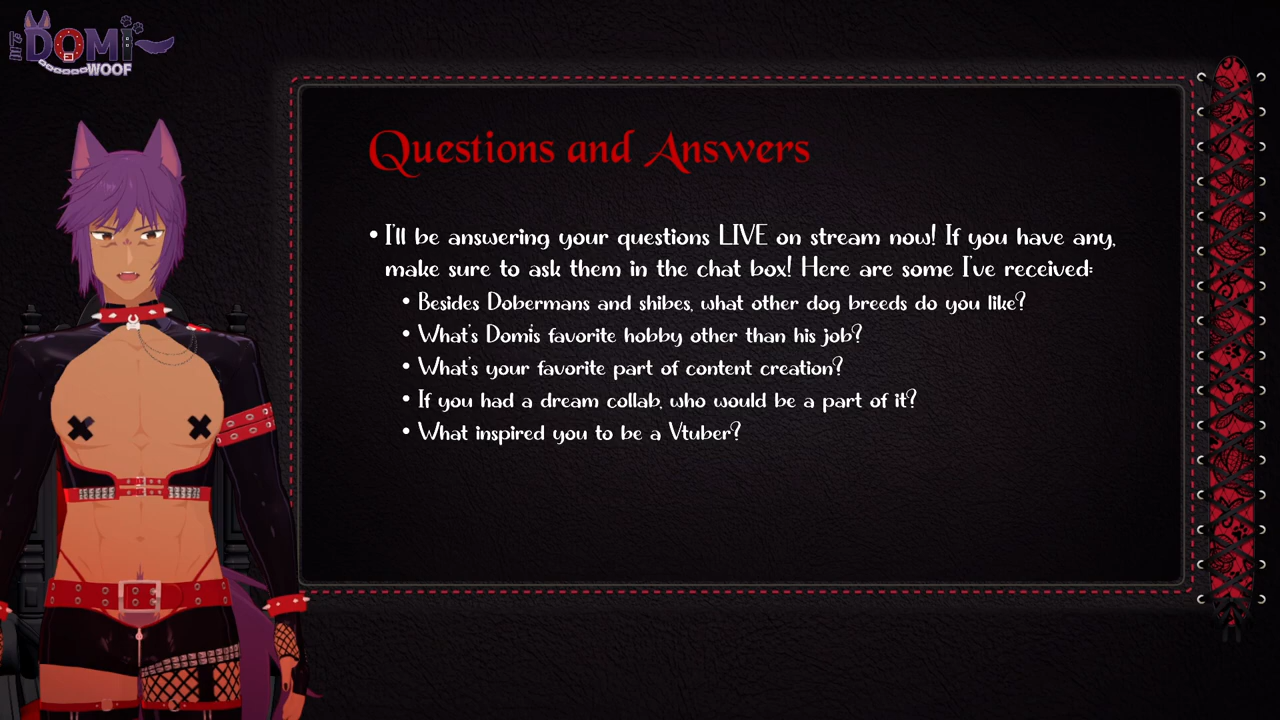 MR
DOMI
WOOF
Questions and Answers
• I'll be answering your questions LIVE on stream now! If you have any,
make sure to ask them in the chat box! Here are some I've received:
• Besides Dobermans and shibes, what other dog breeds do you like?
• What's Domis favorite hobby other than his job?
• What's your favorite part of content creation?
• If you had a dream collab, who would be a part of it?
• What inspired you to be a Vtuber?